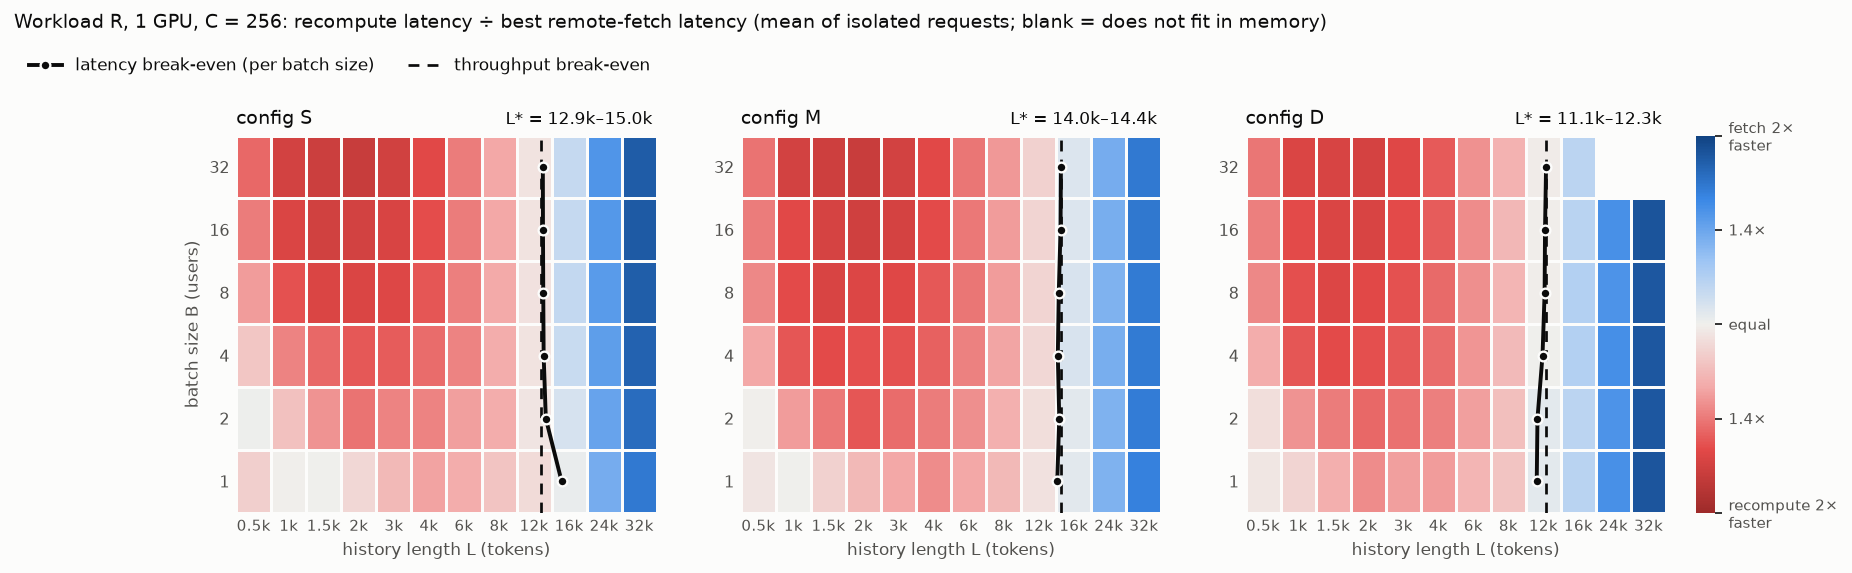 Workload R, 1 GPU, C = 256: recompute latency ÷ best remote-fetch latency (mean of isolated requests; blank = does not fit in memory)
latency break-even (per batch size) throughput break-even
config S L* = 12.9k–15.0k
batch size B (users)
32
16
8
4
2
1
0.5k 1k 1.5k 2k 3k 4k 6k 8k 12k 16k 24k 32k
history length L (tokens)
config M L* = 14.0k–14.4k
32
16
8
4
2
1
0.5k 1k 1.5k 2k 3k 4k 6k 8k 12k 16k 24k 32k
history length L (tokens)
config D L* = 11.1k–12.3k
32
16
8
4
2
1
0.5k 1k 1.5k 2k 3k 4k 6k 8k 12k 16k 24k 32k
history length L (tokens)
fetch 2×
faster
1.4×
equal
1.4×
recompute 2×
faster